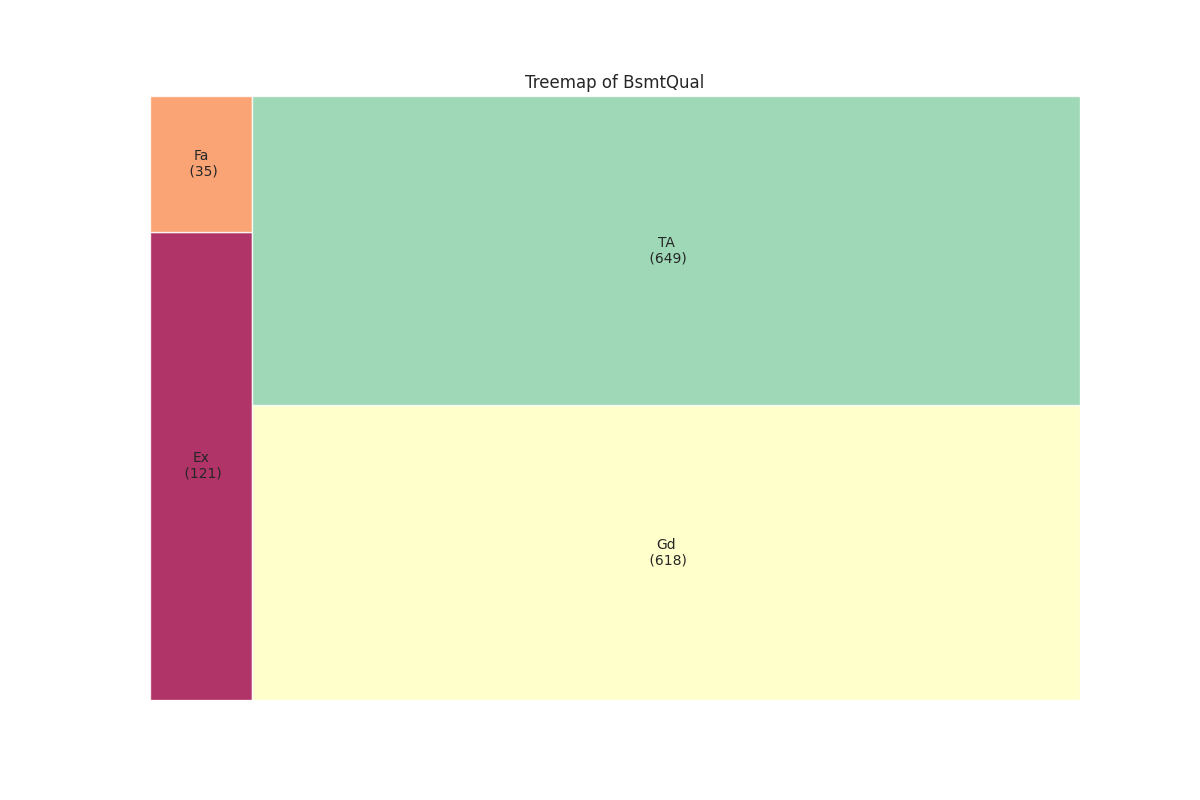 Treemap of BsmtQual
Fa
(35)
TA
(649)
Ex
(121)
Gd
(618)